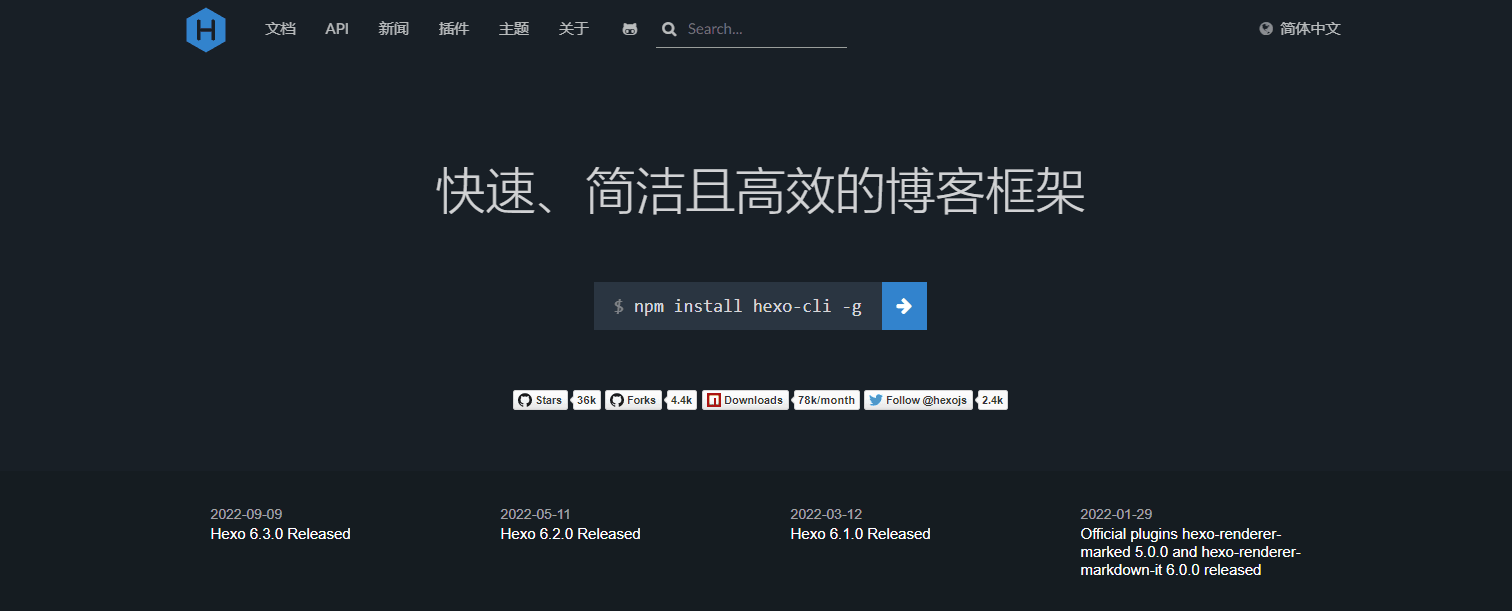 H 文档 API 新闻 插件 主题 关于 Search... 简体中文
快速、简洁且高效的博客框架
$ npm install hexo-cli -g
Stars 36k Forks 4.4k Downloads 78k/month Follow @hexojs 2.4k
2022-09-09
Hexo 6.3.0 Released
2022-05-11
Hexo 6.2.0 Released
2022-03-12
Hexo 6.1.0 Released
2022-01-29
Official plugins hexo-renderer-
marked 5.0.0 and hexo-renderer-
markdown-it 6.0.0 released